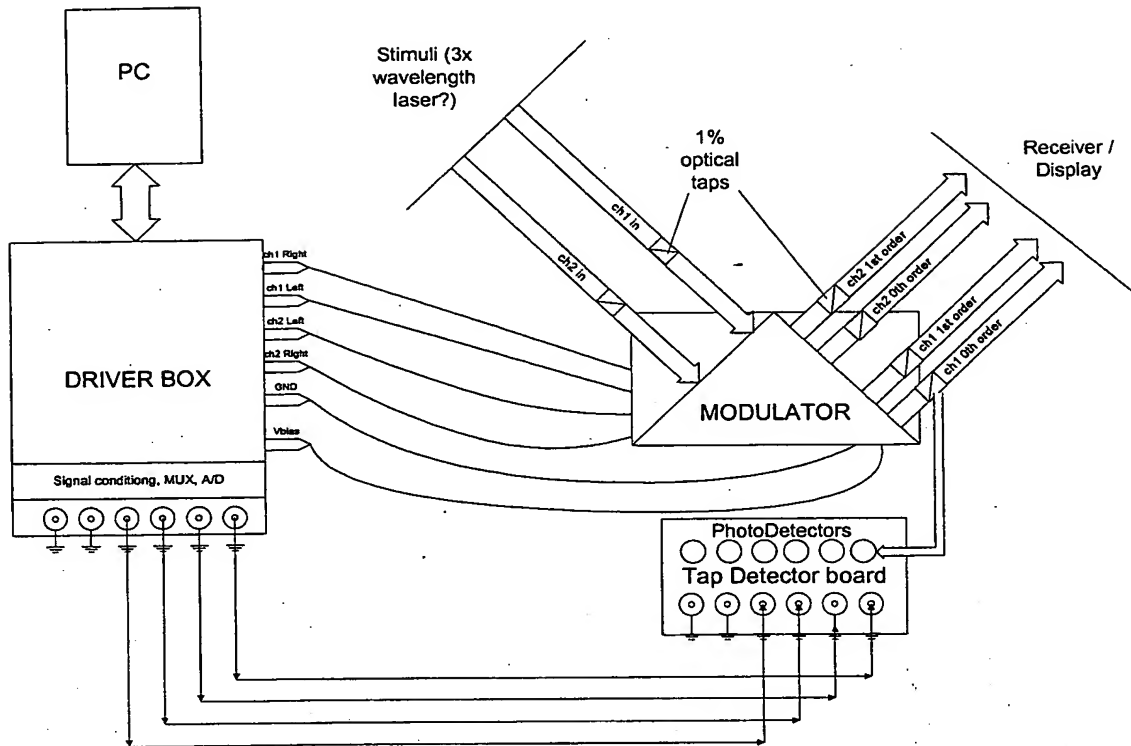 PC
Stimuli (3x
wavelength
laser?)
1%
optical
taps
Receiver /
Display
ch1 in
ch2 in
ch2 1st order
ch2 0th order
ch1 1st order
ch1 0th order
ch1 Right
ch1 Left
ch2 Left
ch2 Right
GND
Vbias
DRIVER BOX
MODULATOR
Signal conditiong, MUX, A/D
PhotoDetectors
Tap Detector board